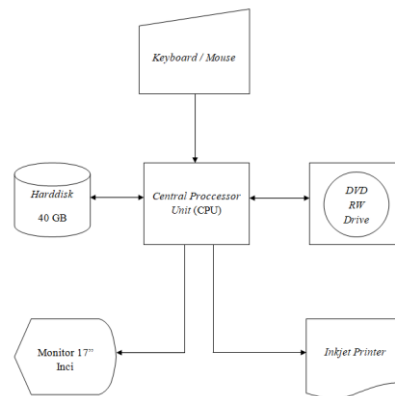 Keyboard / Mouse
Harddisk
40 GB
Central Proccessor
Unit (CPU)
DVD
RW
Drive
Monitor 17"
Inci
Inkjet Printer